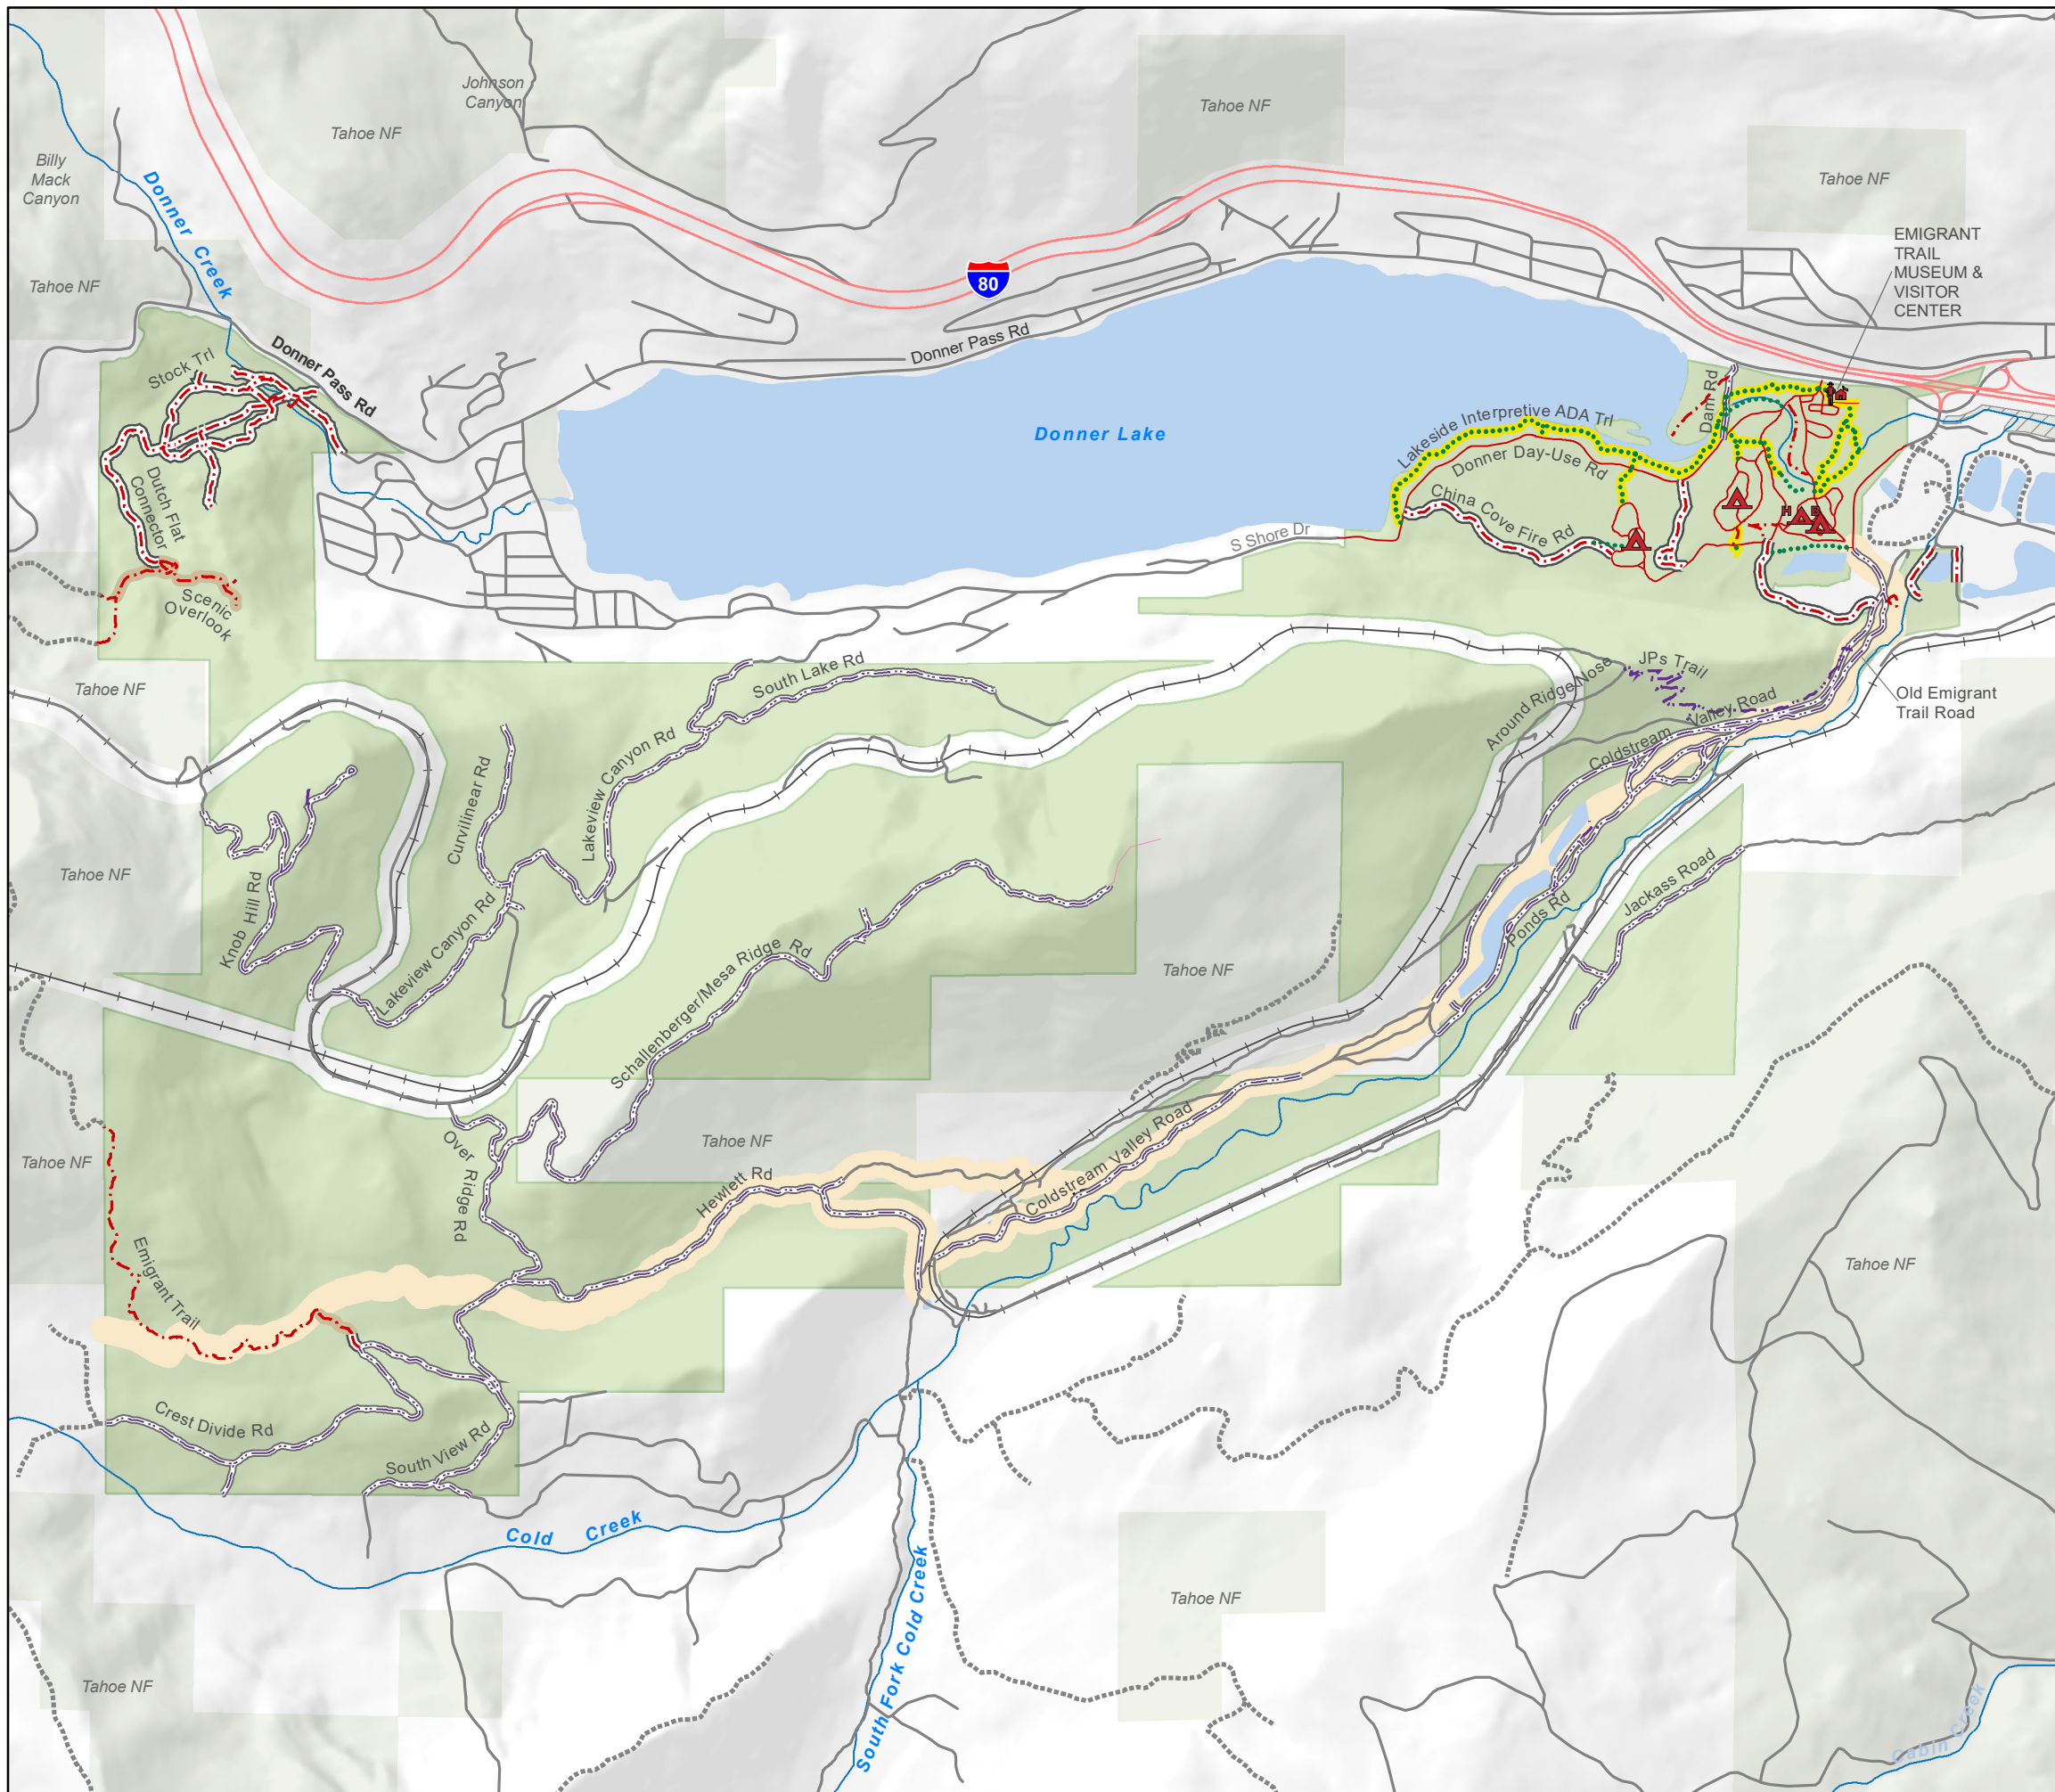 Johnson
Canyon
Tahoe NF
Tahoe NF
Billy
Mack
Canyon
Tahoe NF
Donner Creek
EMIGRANT
TRAIL
MUSEUM &
VISITOR
CENTER
Tahoe NF
80
Donner Pass Rd
Donner Pass Rd
Stock Trl
Dam Rd
Donner Lake
Lakeside Interpretive ADA Trl
Donner Day-Use Rd
China Cove Fire Rd
H
B
S Shore Dr
Dutch Flat
Connector
Scenic
Overlook
Tahoe NF
South Lake Rd
JPs Trail
Around Ridge Nose
Old Emigrant
Trail Road
Coldstream Valley Road
Lakeview Canyon Rd
Curvilinear Rd
Tahoe NF
Knob Hill Rd
Lakeview Canyon Rd
Jackass Road
Ponds Rd
Schallenberger/Mesa Ridge Rd
Tahoe NF
Tahoe NF
Tahoe NF
Over Ridge Rd
Coldstream Valley Road
Hewlett Rd
Emigrant Trail
Tahoe NF
Crest Divide Rd
South View Rd
Cold Creek
South Fork Cold Creek
Tahoe NF
Tahoe NF
Cabin Creek